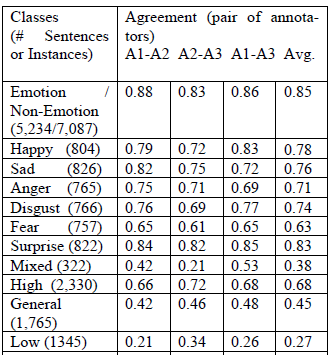 Classes Agreement (pair of annota-
(# Sentences tors)
or Instances) A1-A2 A2-A3 A1-A3 Avg.
Emotion / 0.88 0.83 0.86 0.85
Non-Emotion
(5,234/7,087)
Happy (804) 0.79 0.72 0.83 0.78
Sad (826) 0.82 0.75 0.72 0.76
Anger (765) 0.75 0.71 0.69 0.71
Disgust (766) 0.76 0.69 0.77 0.74
Fear (757) 0.65 0.61 0.65 0.63
Surprise (822) 0.84 0.82 0.85 0.83
Mixed (322) 0.42 0.21 0.53 0.38
High (2,330) 0.66 0.72 0.68 0.68
General 0.42 0.46 0.48 0.45
(1,765)
Low (1345) 0.21 0.34 0.26 0.27